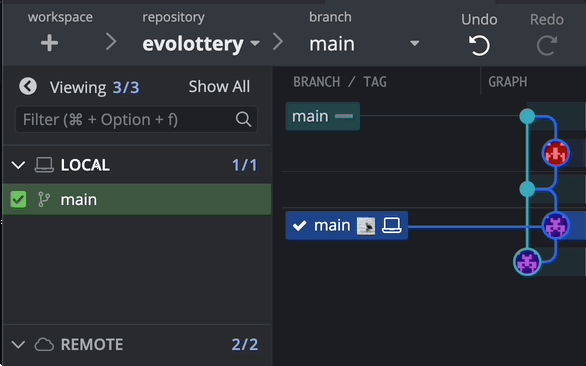 workspace
repository
branch
Undo
Redo
evolottery
main
Viewing 3/3
Show All
BRANCH / TAG
GRAPH
Filter (⌘ + Option + f)
main
LOCAL
1/1
main
main
REMOTE
2/2